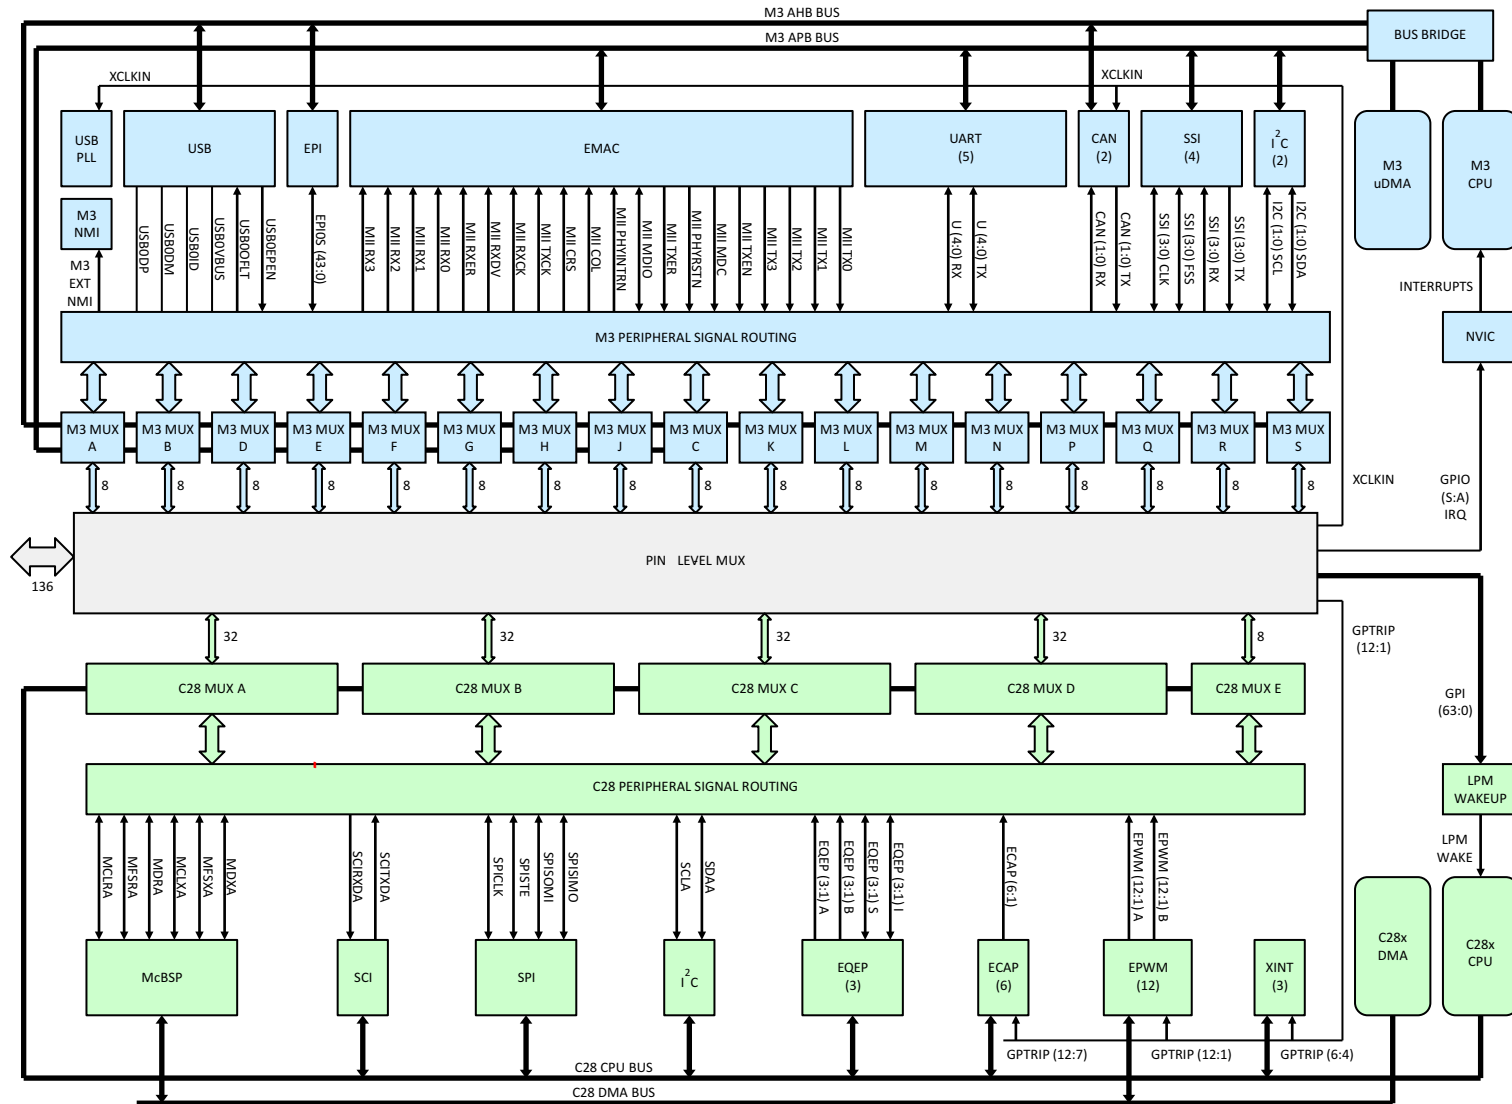 M3 AHB BUS
M3 APB BUS
BUS BRIDGE
XCLKIN
XCLKIN
USB
PLL
USB
EPI
EMAC
UART
(5)
CAN
(2)
SSI
(4)
I2C
(2)
M3
uDMA
M3
CPU
M3
NMI
M3
EXT
NMI
USB0DP
USB0DM
USB0ID
USB0VBUS
USB0OFLT
USB0EPEN
EPI0S (43:0)
MII RX3
MII RX2
MII RX1
MII RX0
MII RXER
MII RXDV
MII RXCK
MII TXCK
MII CRS
MII COL
MII PHYINTRN
MII MDIO
MII TXER
MII PHYRSTN
MII MDC
MII TXEN
MII TX3
MII TX2
MII TX1
MII TX0
U (4:0) RX
U (4:0) TX
CAN (1:0) RX
CAN (1:0) TX
SSI (3:0) CLK
SSI (3:0) FSS
SSI (3:0) RX
SSI (3:0) TX
I2C (1:0) SCL
I2C (1:0) SDA
INTERRUPTS
NVIC
M3 PERIPHERAL SIGNAL ROUTING
M3 MUX
A
M3 MUX
B
M3 MUX
D
M3 MUX
E
M3 MUX
F
M3 MUX
G
M3 MUX
H
M3 MUX
J
M3 MUX
C
M3 MUX
K
M3 MUX
L
M3 MUX
M
M3 MUX
N
M3 MUX
P
M3 MUX
Q
M3 MUX
R
M3 MUX
S
8 8 8 8 8 8 8 8 8 8 8 8 8 8 8 8 8
XCLKIN
GPIO
(S:A)
IRQ
PIN LEVEL MUX
136
32 32 32 32 8
GPTRIP
(12:1)
C28 MUX A
C28 MUX B
C28 MUX C
C28 MUX D
C28 MUX E
GPI
(63:0)
C28 PERIPHERAL SIGNAL ROUTING
LPM
WAKEUP
LPM
WAKE
MCLRA
MFSRA
MDRA
MCLXA
MFSXA
MDXA
SCIRXDA
SCITXDA
SPICLK
SPISTE
SPISOMI
SPISIMO
SCLA
SDAA
EQEP (3:1) A
EQEP (3:1) B
EQEP (3:1) S
EQEP (3:1) I
ECAP (6:1)
EPWM (12:1) A
EPWM (12:1) B
McBSP
SCI
SPI
I2C
EQEP
(3)
ECAP
(6)
EPWM
(12)
XINT
(3)
C28x
DMA
C28x
CPU
GPTRIP (12:7)
GPTRIP (12:1)
GPTRIP (6:4)
C28 CPU BUS
C28 DMA BUS